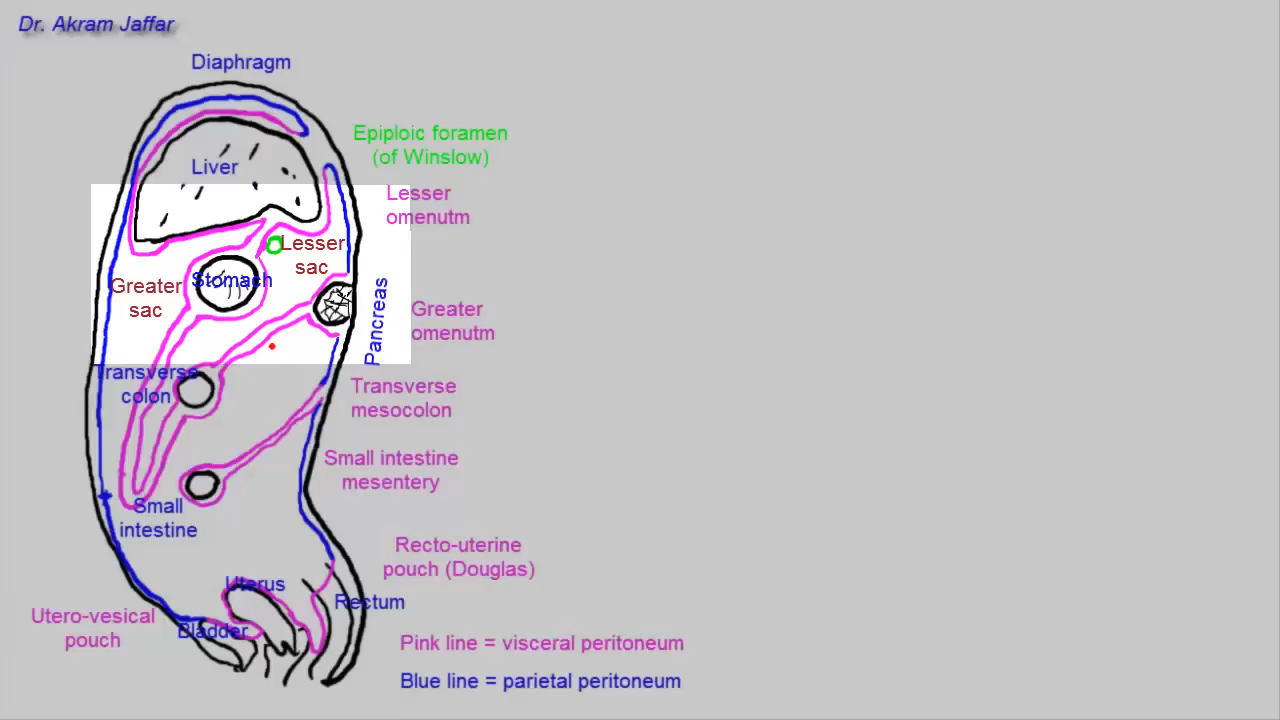 Dr. Akram Jaffar
Diaphragm
Epiploic foramen
(of Winslow)
Liver
Lesser
omenutm
Lesser
sac
Greater
sac
Stomach
Pancreas
Greater
omenutm
Transverse
colon
Transverse
mesocolon
Small intestine
mesentery
Small
intestine
Recto-uterine
pouch (Douglas)
Uterus
Rectum
Utero-vesical
pouch
Bladder
Pink line = visceral peritoneum
Blue line = parietal peritoneum